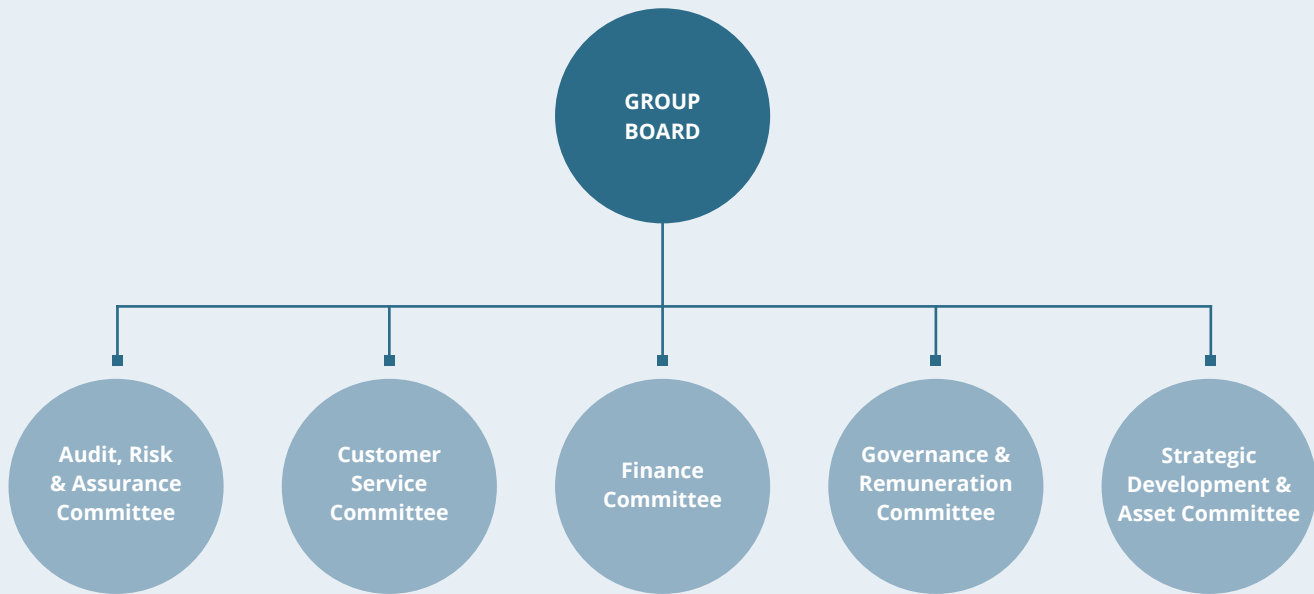 GROUP
BOARD
Audit, Risk
& Assurance
Committee
Customer
Service
Committee
Finance
Committee
Governance &
Remuneration
Committee
Strategic
Development &
Asset Committee